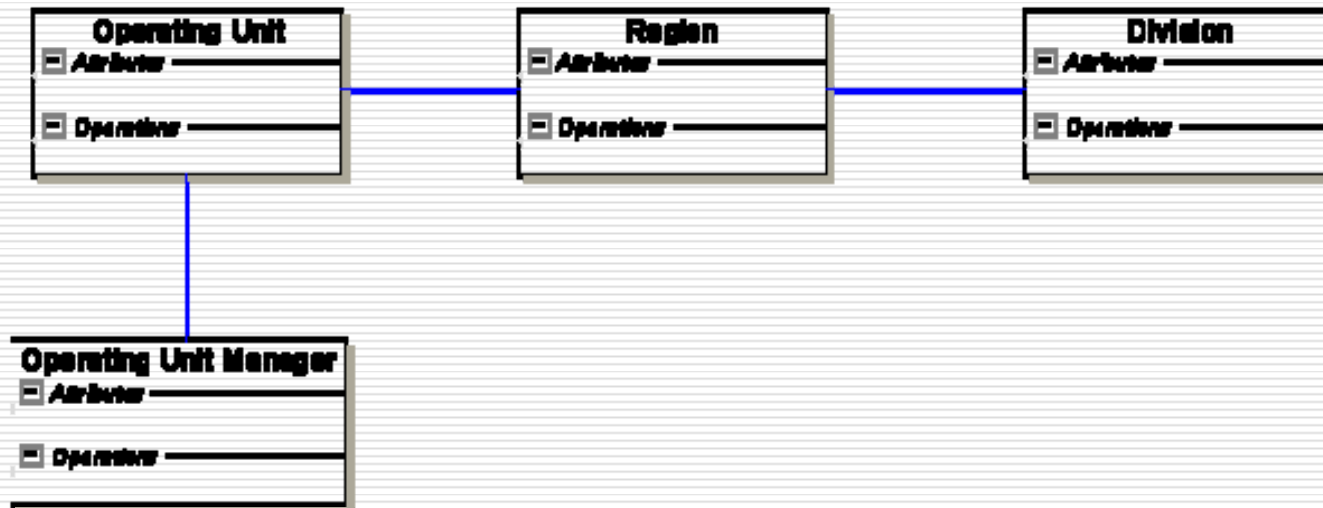 Operating Unit
Attributes
Operations
Region
Attributes
Operations
Division
Attributes
Operations
Operating Unit Manager
Attributes
Operations